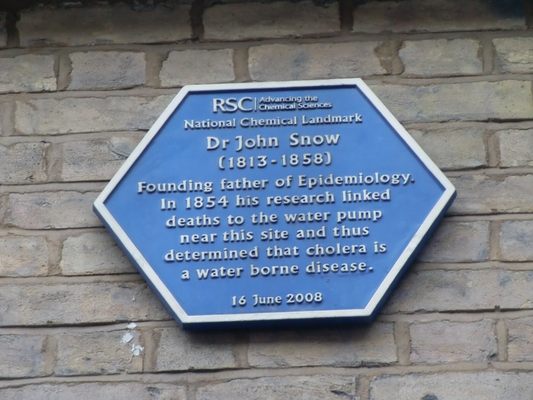 RSC | Advancing the
Chemical Sciences
National Chemical Landmark
Dr John Snow
(1813-1858)
Founding father of Epidemiology.
In 1854 his research linked
deaths to the water pump
near this site and thus
determined that cholera is
a water borne disease.
16 June 2008